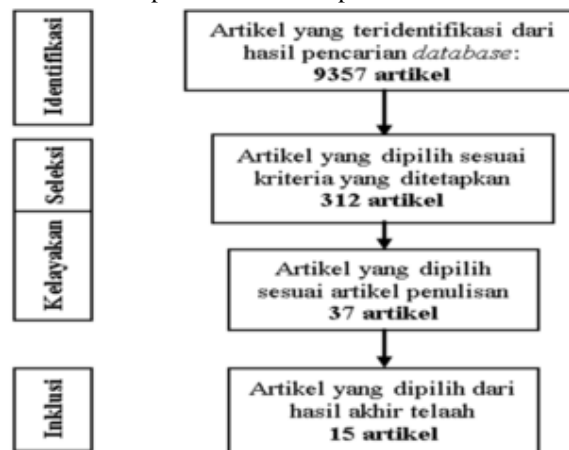 Identifikasi
Artikel yang teridentifikasi dari
hasil pencarian database:
9357 artikel
Seleksi
Artikel yang dipilih sesuai
kriteria yang ditetapkan
312 artikel
Kelayakan
Artikel yang dipilih
sesuai artikel penulisan
37 artikel
Inklusi
Artikel yang dipilih dari
hasil akhir telaah
15 artikel